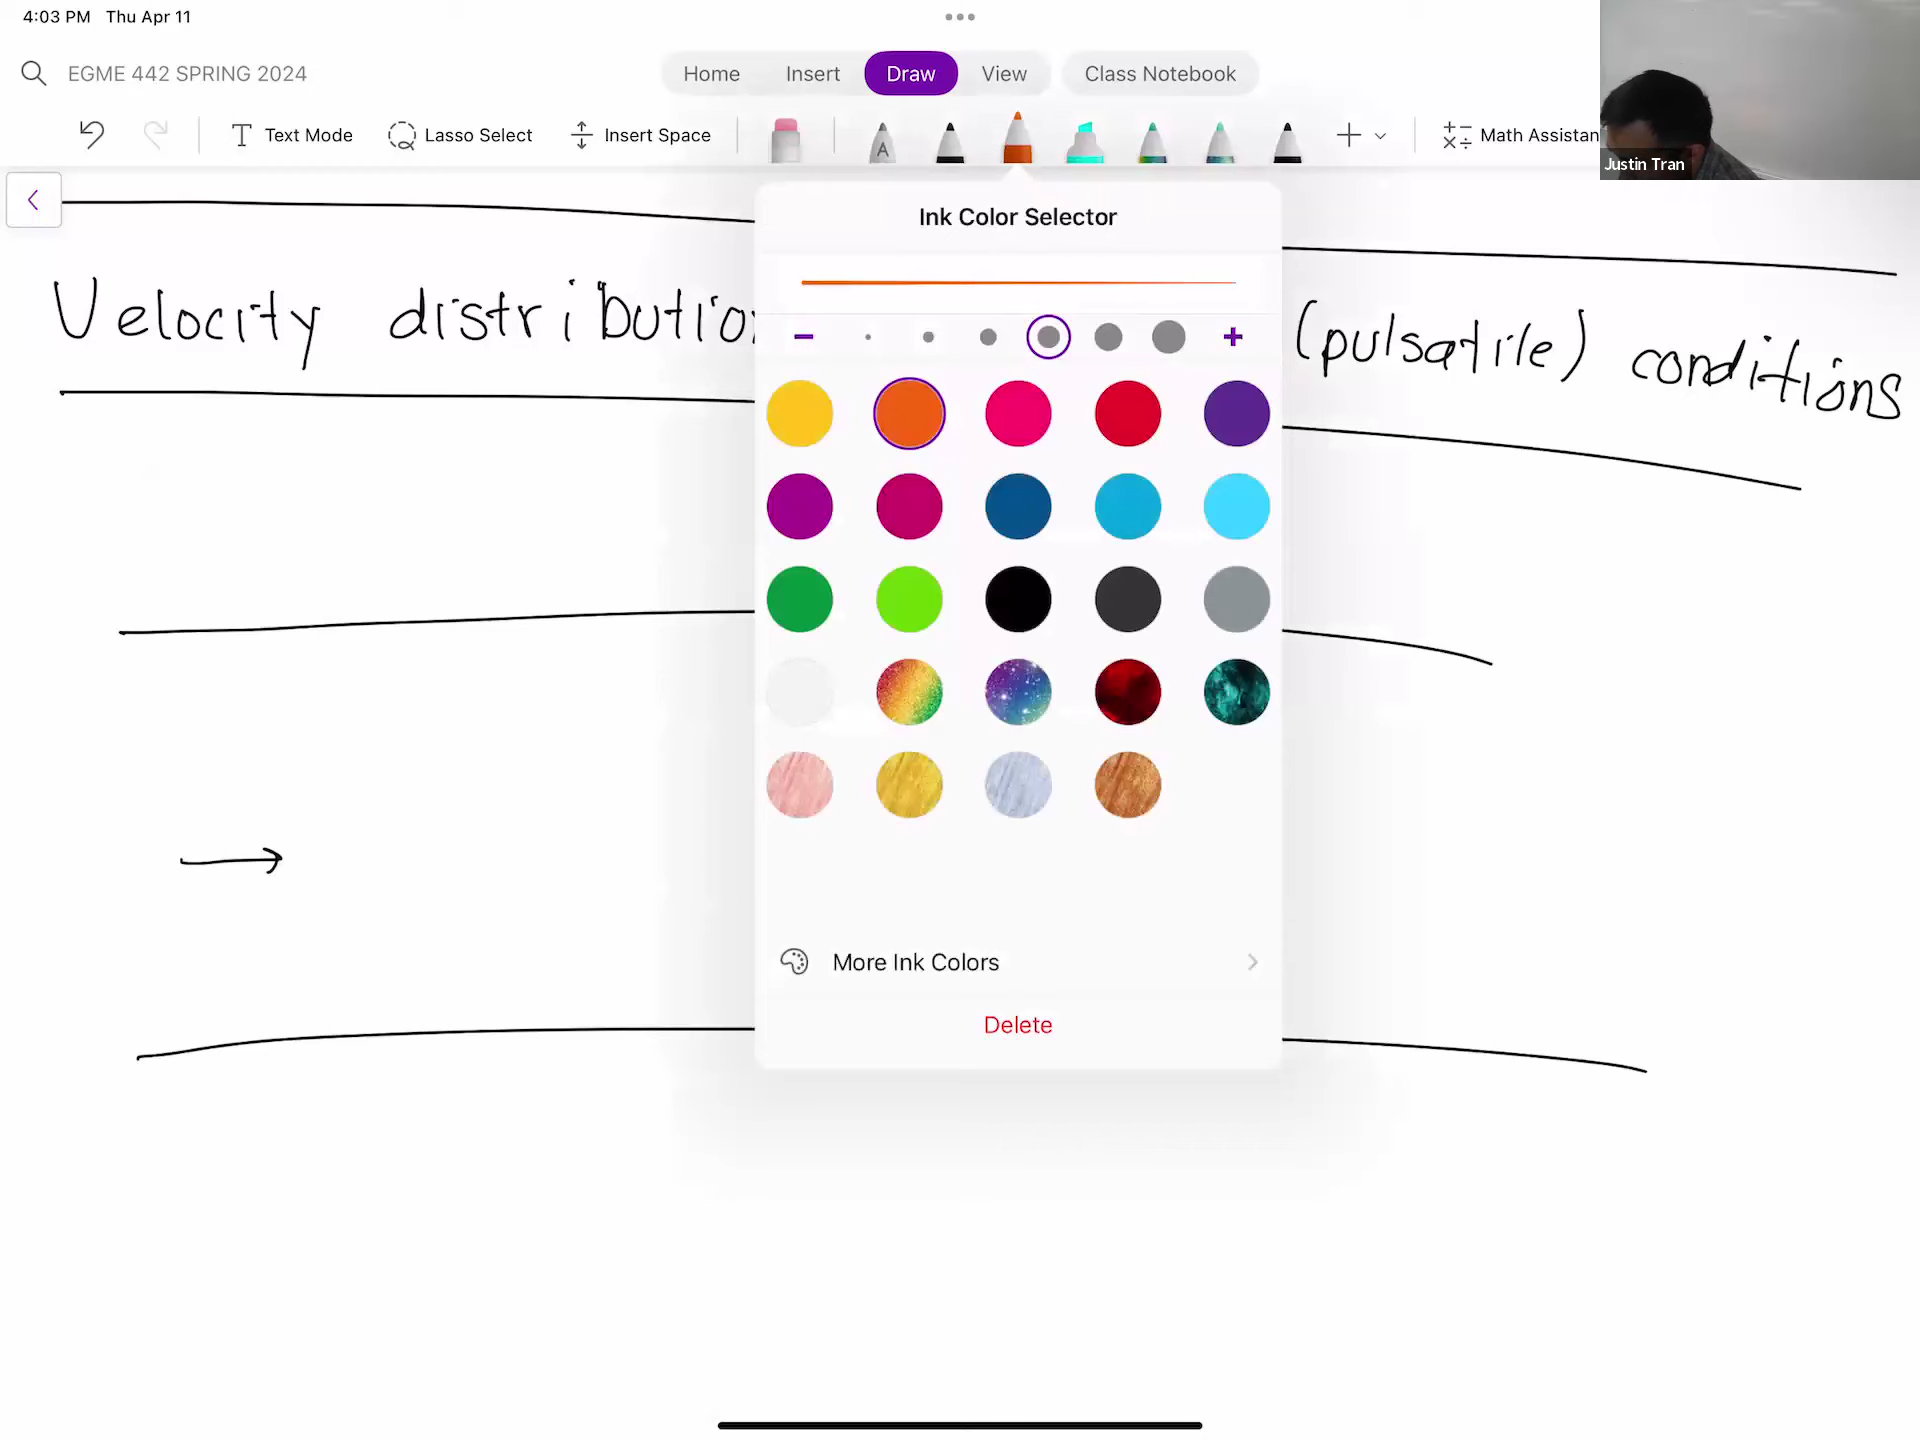 4:03 PM Thu Apr 11
EGME 442 SPRING 2024
Home Insert Draw View Class Notebook
Text Mode Lasso Select Insert Space A Math Assistan
Justin Tran
Ink Color Selector
Velocity distributio (pulsatile) conditions
More Ink Colors
Delete